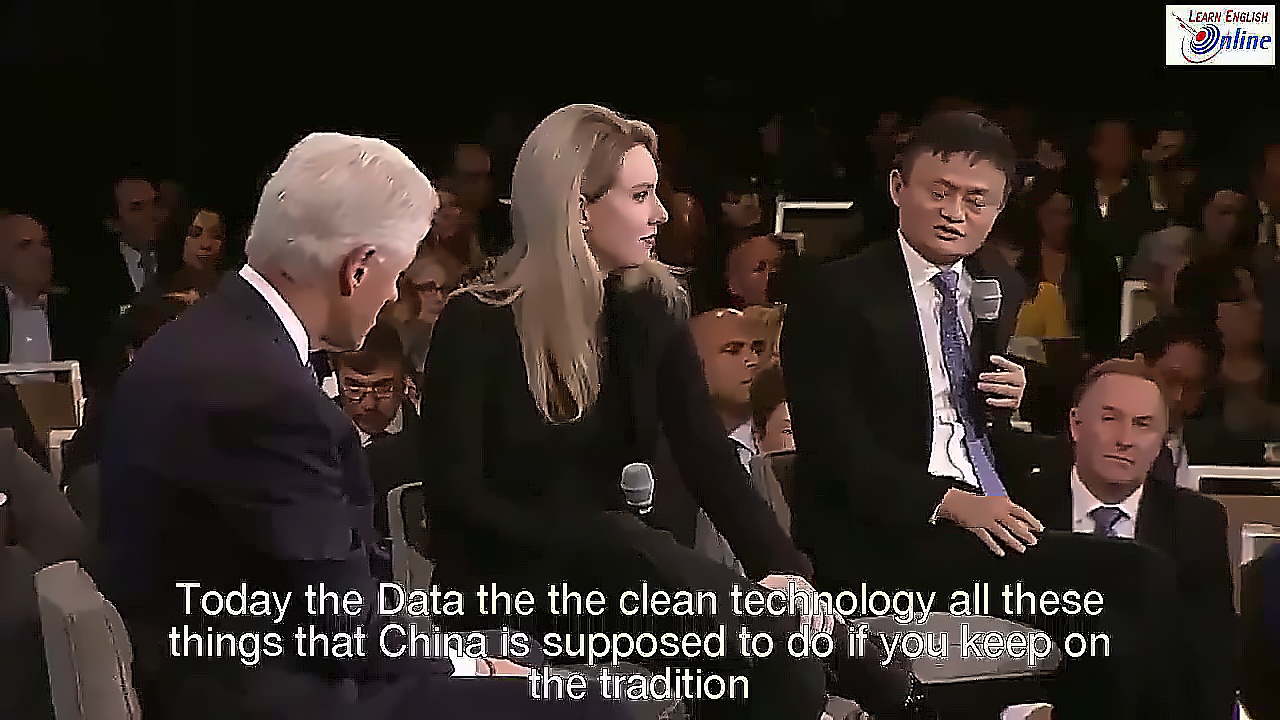 LEARN ENGLISH
Online
Today the Data the the clean technology all these
things that China is supposed to do if you keep on
the tradition